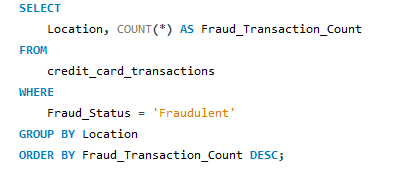 SELECT
    Location, COUNT(*) AS Fraud_Transaction_Count
FROM
    credit_card_transactions
WHERE
    Fraud_Status = 'Fraudulent'
GROUP BY Location
ORDER BY Fraud_Transaction_Count DESC;